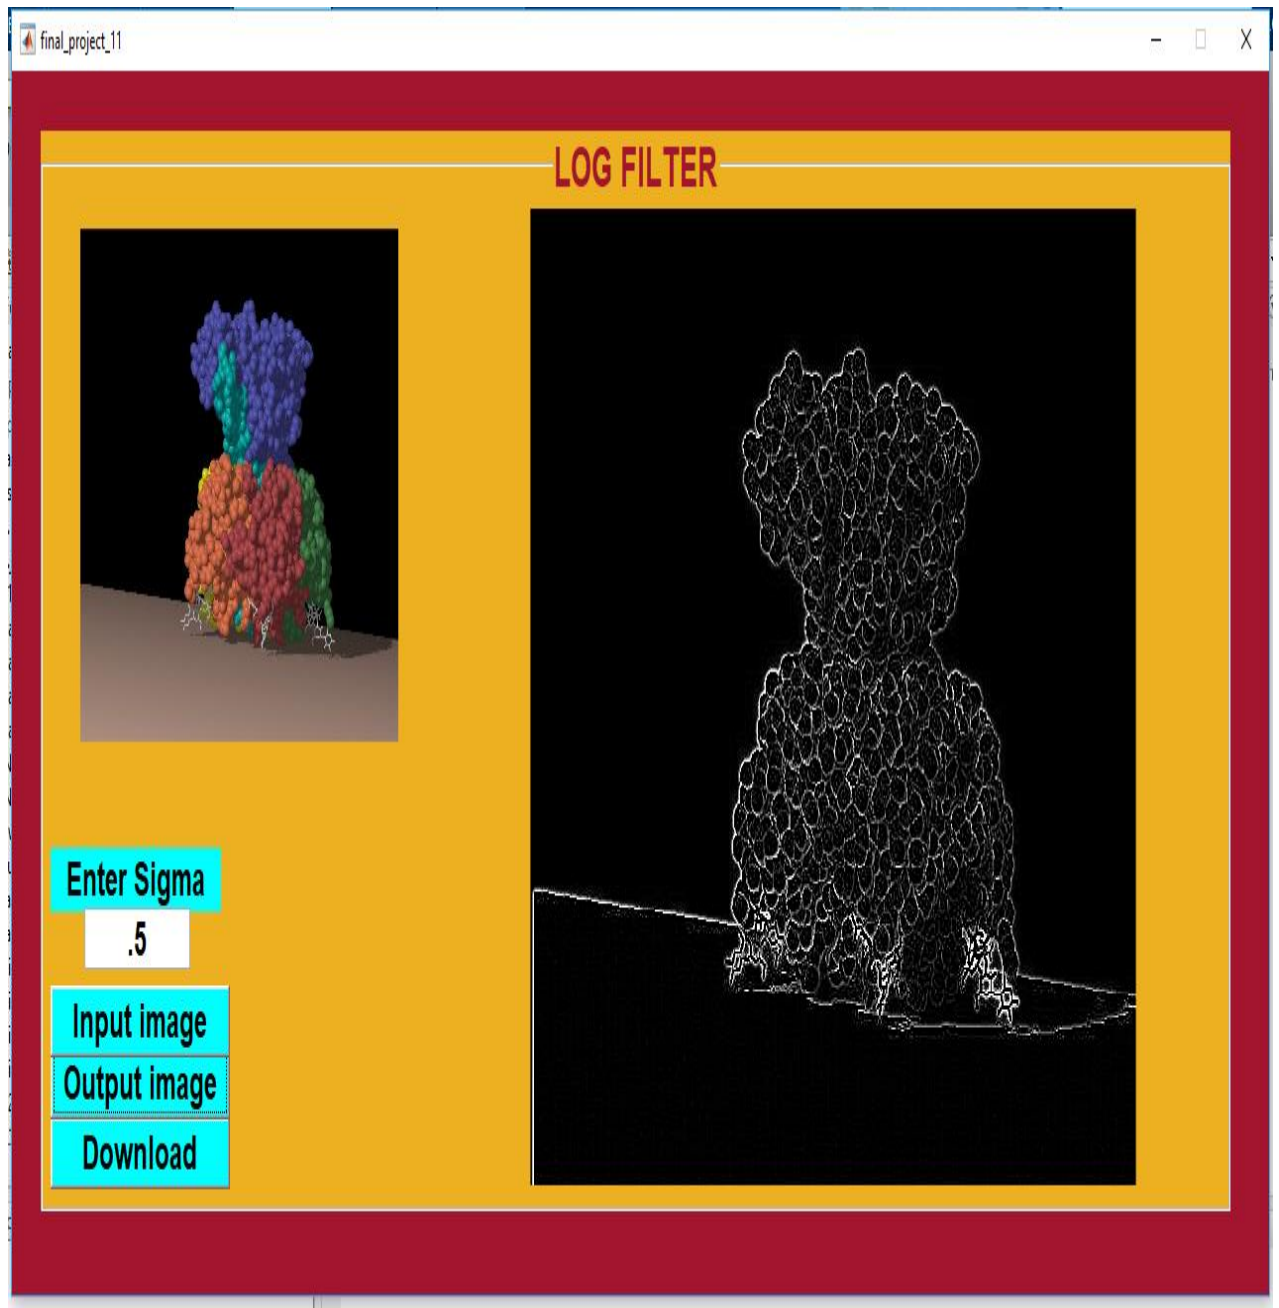 final_project_11
LOG FILTER
Enter Sigma
.5
Input image
Output image
Download